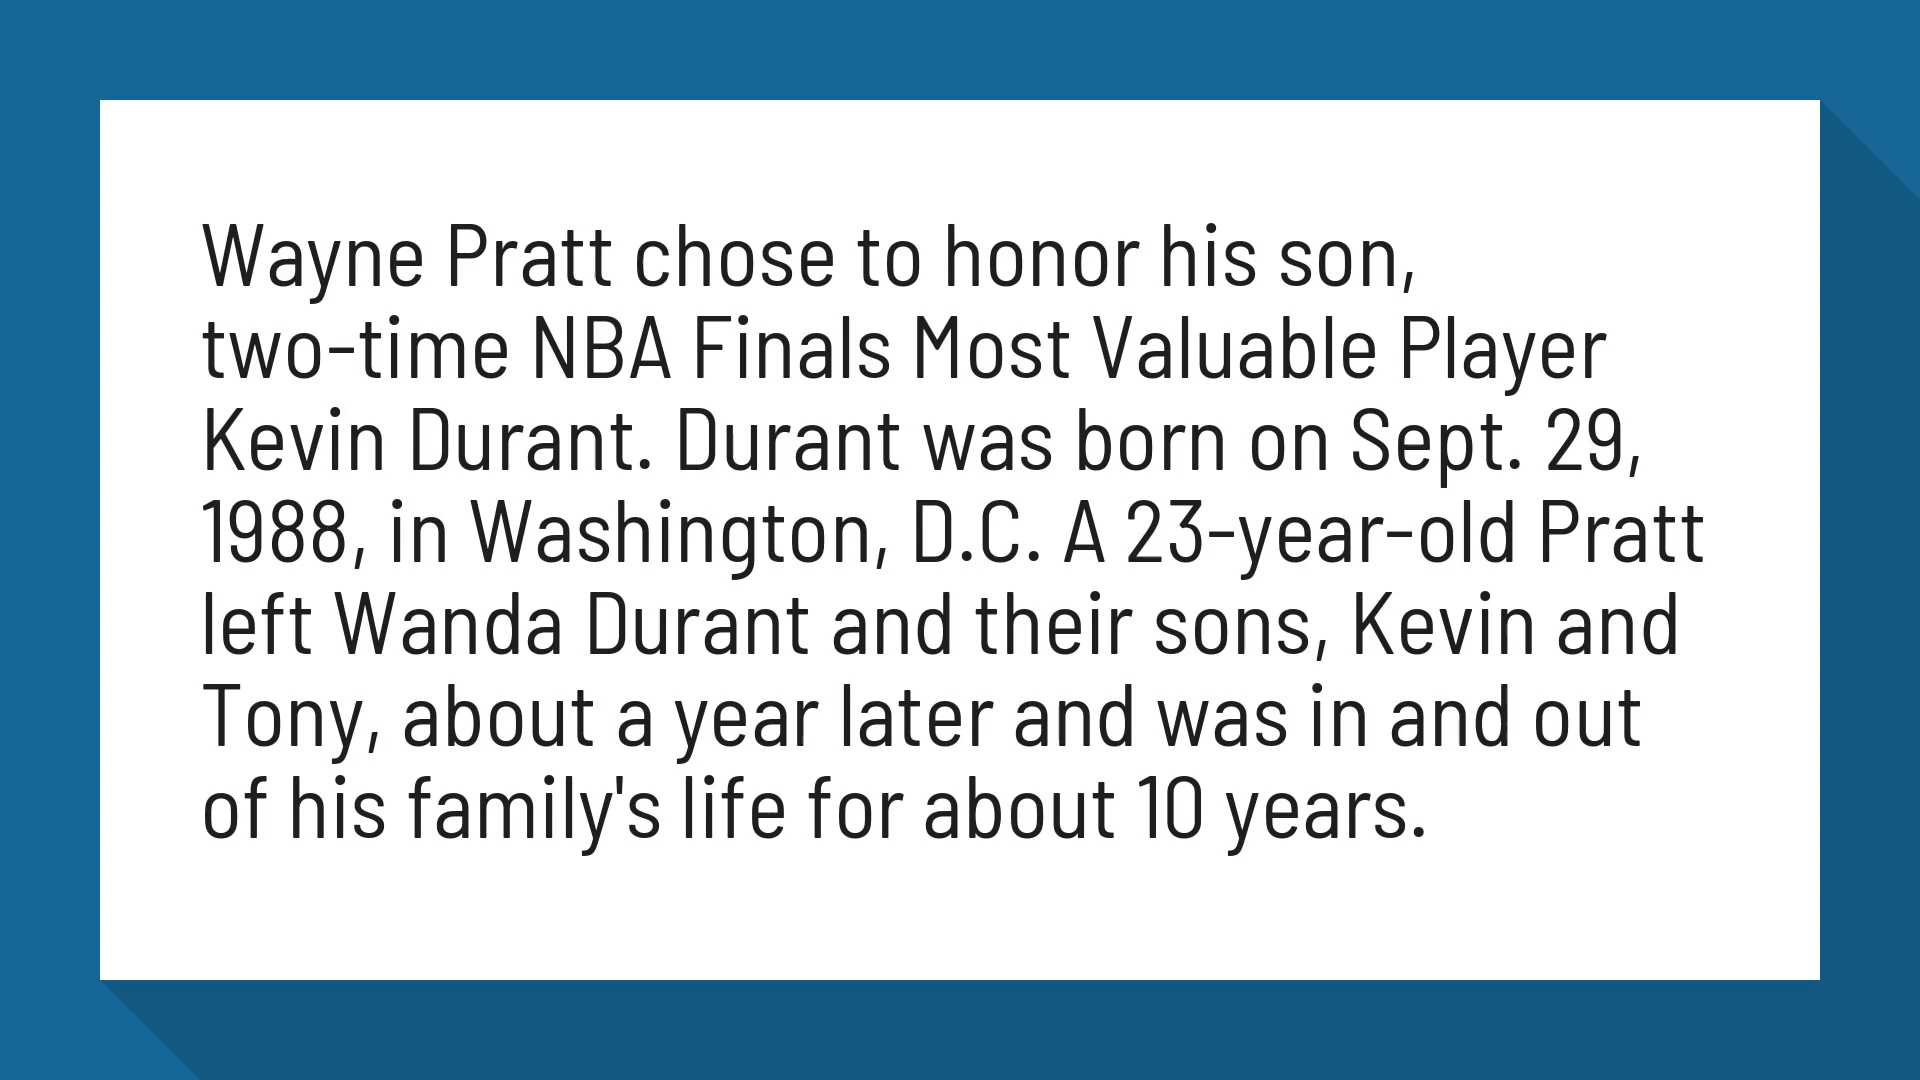 Wayne Pratt chose to honor his son,
two-time NBA Finals Most Valuable Player
Kevin Durant. Durant was born on Sept. 29,
1988, in Washington, D.C. A 23-year-old Pratt
left Wanda Durant and their sons, Kevin and
Tony, about a year later and was in and out
of his family's life for about 10 years.